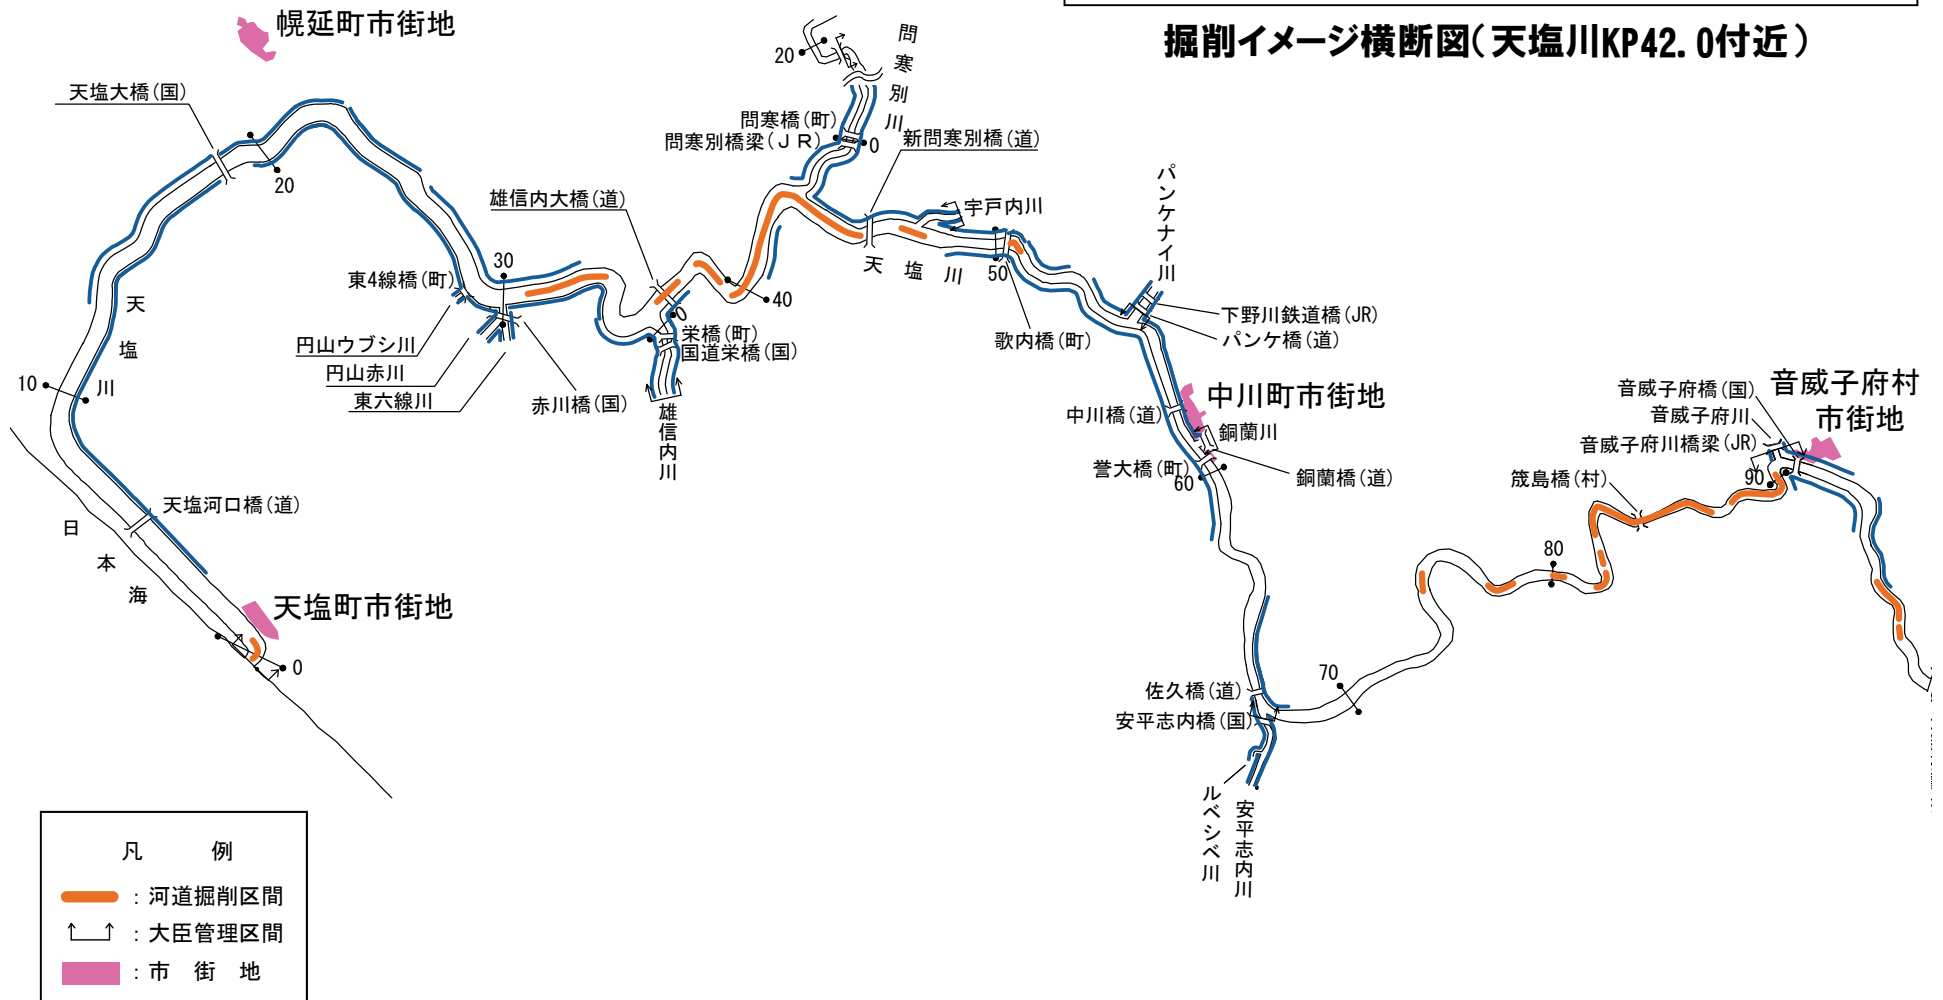 掘削イメージ横断図(天塩川KP42.0付近)
幌延町市街地
天塩大橋(国)
20
問寒別川
20
問寒橋(町)
問寒別橋梁(JR)
0
新問寒別橋(道)
雄信内大橋(道)
宇戸内川
パンケナイ川
天塩川
50
30
東4線橋(町)
40
0
栄橋(町)
国道栄橋(国)
歌内橋(町)
下野川鉄道橋(JR)
パンケ橋(道)
円山ウブシ川
円山赤川
東六線川
赤川橋(国)
雄信内川
天塩川
10
中川町市街地
中川橋(道)
銅蘭川
誉大橋(町)
60
銅蘭橋(道)
音威子府橋(国)
音威子府村
市街地
音威子府川
音威子府川橋梁(JR)
90
筬島橋(村)
天塩河口橋(道)
日本海
80
天塩町市街地
0
70
佐久橋(道)
安平志内橋(国)
ルベシベ川
安平志内川
凡 例
:河道掘削区間
:大臣管理区間
:市 街 地